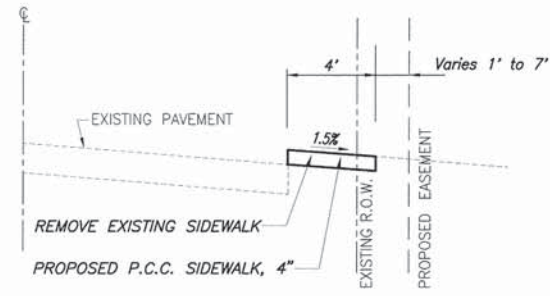 ℄
4'
Varies 1' to 7'
EXISTING PAVEMENT
1.5%
REMOVE EXISTING SIDEWALK
PROPOSED P.C.C. SIDEWALK, 4"
EXISTING R.O.W.
PROPOSED EASEMENT